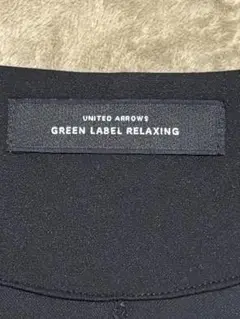 UNITED ARROWS
GREEN LABEL RELAXING